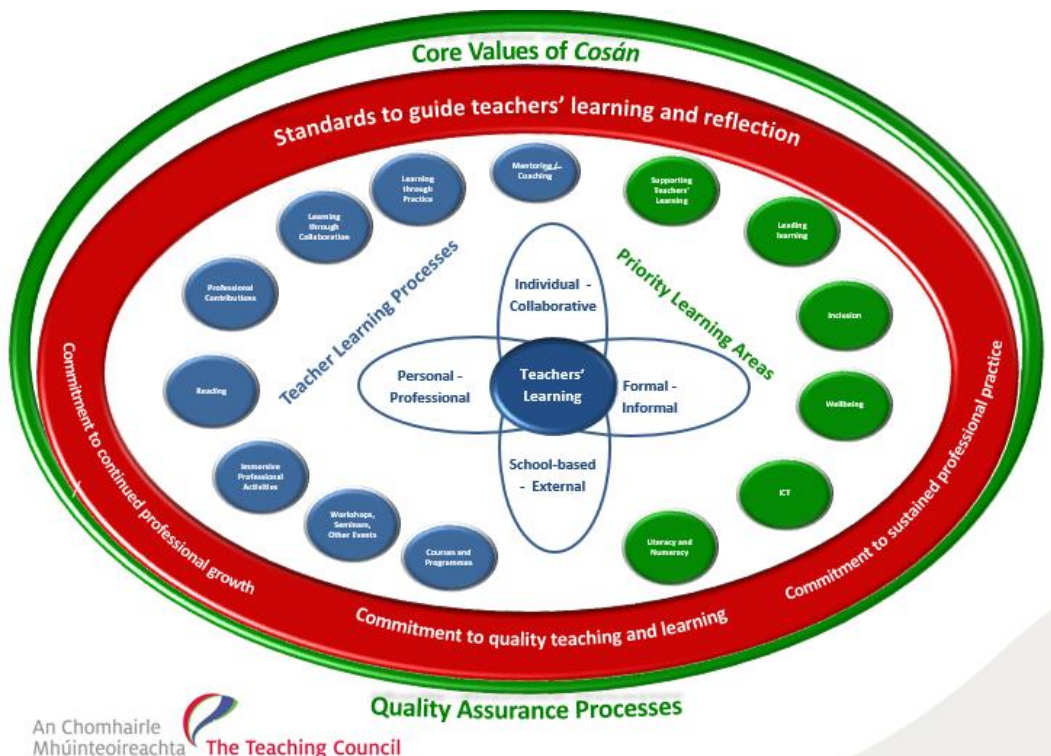 Core Values of Cosán
Standards to guide teachers' learning and reflection
Mentoring /
Coaching
Learning
through
Practice
Learning
through
Collaboration
Professional
Contributions
Reading
Immersive
Professional
Activities
Workshops,
Seminars,
Other Events
Courses and
Programmes
Teacher Learning Processes
Supporting
Teachers'
Learning
Leading
learning
Inclusion
Wellbeing
ICT
Literacy and
Numeracy
Priority Learning Areas
Individual -
Collaborative
Personal -
Professional
Teachers'
Learning
Formal -
Informal
School-based
- External
Commitment to continued professional growth
Commitment to quality teaching and learning
Commitment to sustained professional practice
Quality Assurance Processes
An Chomhairle
Mhúinteoireachta The Teaching Council